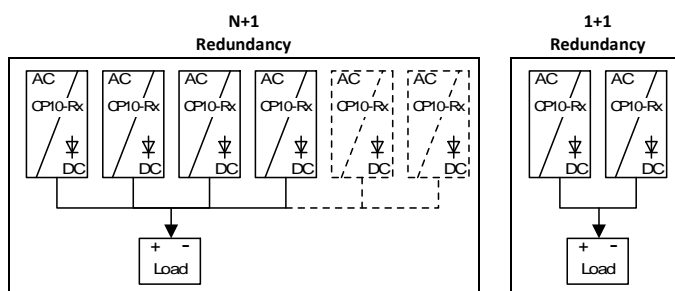 N+1
Redundancy
1+1
Redundancy
AC AC AC AC AC AC
CP10-Rx CP10-Rx CP10-Rx CP10-Rx CP10-Rx CP10-Rx
DC DC DC DC DC DC
+ -
Load
AC AC
CP10-Rx CP10-Rx
DC DC
+ -
Load